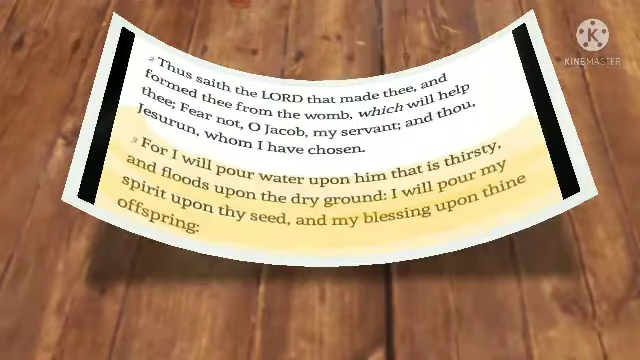 2 Thus saith the LORD that made thee, and
formed thee from the womb, which will help
thee; Fear not, O Jacob, my servant; and thou,
Jesurun, whom I have chosen.
3 For I will pour water upon him that is thirsty,
and floods upon the dry ground: I will pour my
spirit upon thy seed, and my blessing upon thine
offspring:
K
KINEMASTER